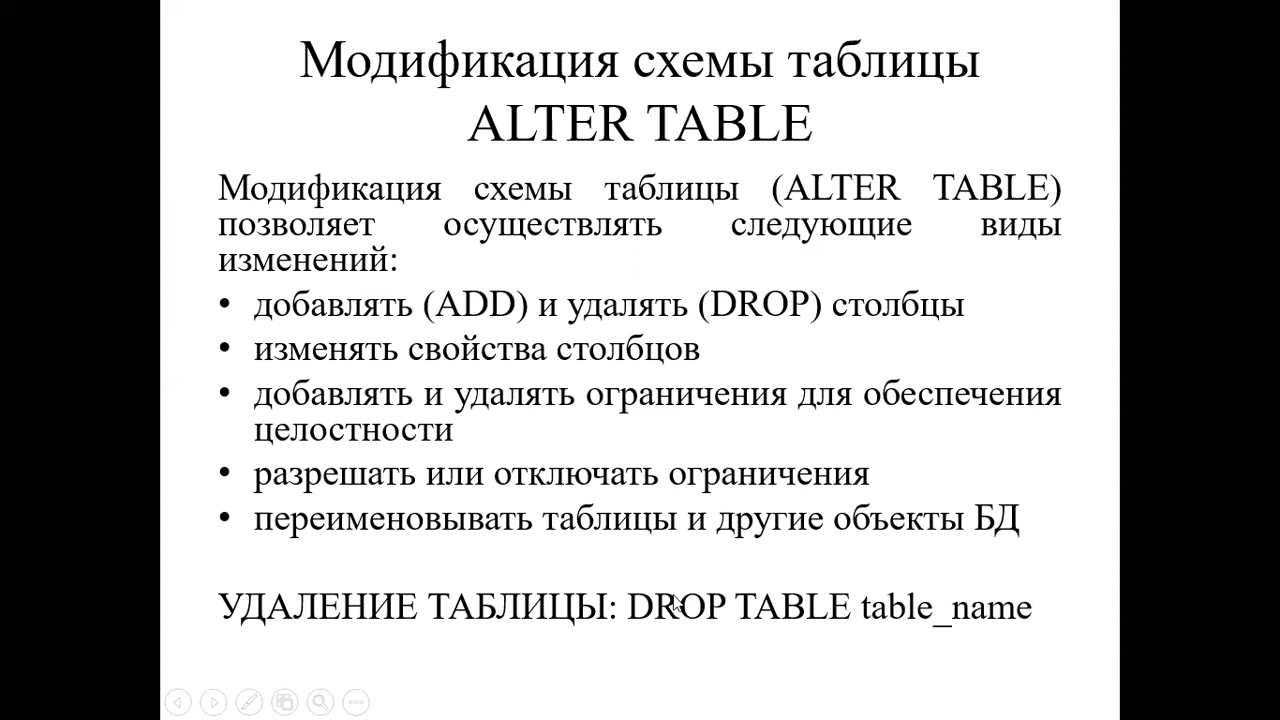 Модификация схемы таблицы
ALTER TABLE
Модификация схемы таблицы (ALTER TABLE)
позволяет осуществлять следующие виды
изменений:
• добавлять (ADD) и удалять (DROP) столбцы
• изменять свойства столбцов
• добавлять и удалять ограничения для обеспечения
целостности
• разрешать или отключать ограничения
• переименовывать таблицы и другие объекты БД
УДАЛЕНИЕ ТАБЛИЦЫ: DROP TABLE table_name